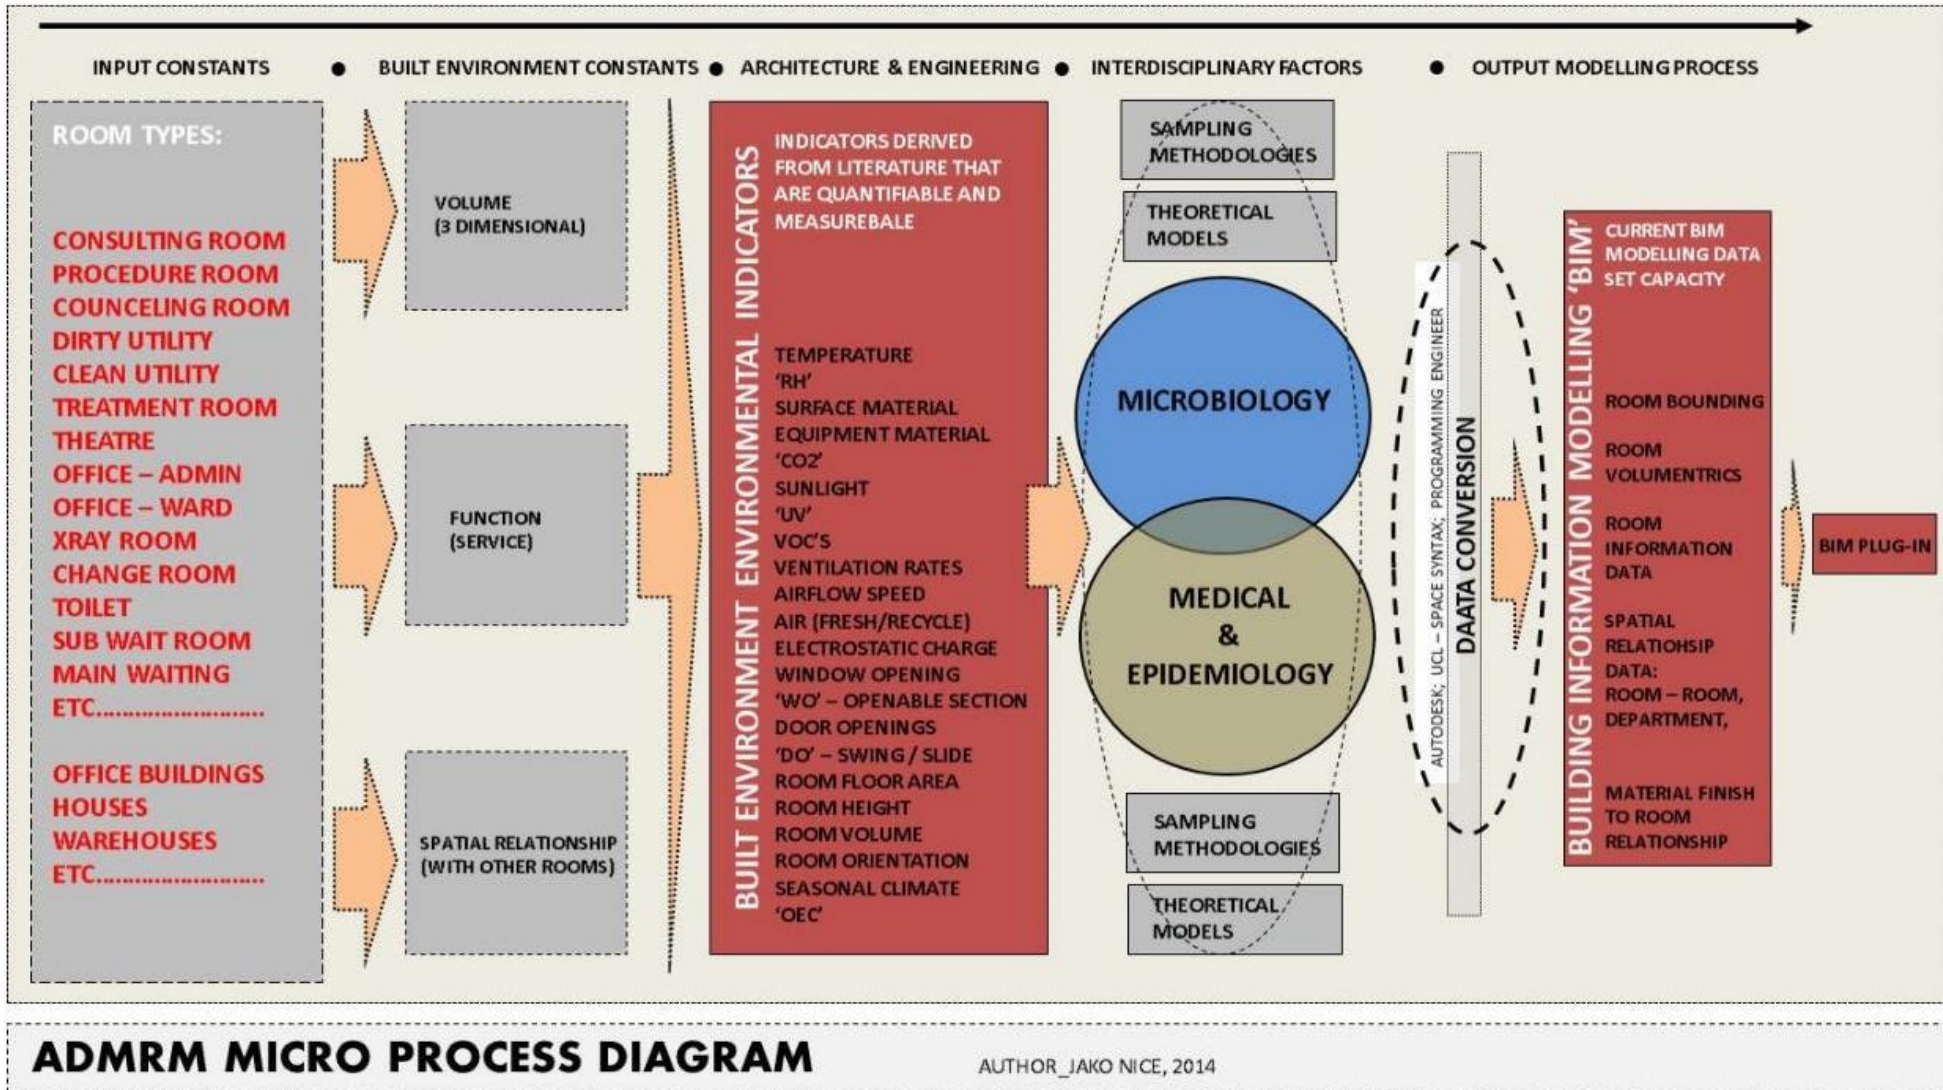 INPUT CONSTANTS ● BUILT ENVIRONMENT CONSTANTS ● ARCHITECTURE & ENGINEERING ● INTERDISCIPLINARY FACTORS ● OUTPUT MODELLING PROCESS
ROOM TYPES:
CONSULTING ROOM
PROCEDURE ROOM
COUNCELING ROOM
DIRTY UTILITY
CLEAN UTILITY
TREATMENT ROOM
THEATRE
OFFICE – ADMIN
OFFICE – WARD
XRAY ROOM
CHANGE ROOM
TOILET
SUB WAIT ROOM
MAIN WAITING
ETC...........................
OFFICE BUILDINGS
HOUSES
WAREHOUSES
ETC...........................
VOLUME
(3 DIMENSIONAL)
FUNCTION
(SERVICE)
SPATIAL RELATIONSHIP
(WITH OTHER ROOMS)
BUILT ENVIRONMENT ENVIRONMENTAL INDICATORS
INDICATORS DERIVED
FROM LITERATURE THAT
ARE QUANTIFIABLE AND
MEASUREBALE
TEMPERATURE
‘RH’
SURFACE MATERIAL
EQUIPMENT MATERIAL
‘CO2’
SUNLIGHT
‘UV’
VOC’S
VENTILATION RATES
AIRFLOW SPEED
AIR (FRESH/RECYCLE)
ELECTROSTATIC CHARGE
WINDOW OPENING
‘WO’ – OPENABLE SECTION
DOOR OPENINGS
‘DO’ – SWING / SLIDE
ROOM FLOOR AREA
ROOM HEIGHT
ROOM VOLUME
ROOM ORIENTATION
SEASONAL CLIMATE
‘OEC’
SAMPLING
METHODOLOGIES
THEORETICAL
MODELS
MICROBIOLOGY
MEDICAL
&
EPIDEMIOLOGY
SAMPLING
METHODOLOGIES
THEORETICAL
MODELS
AUTODESK; UCL – SPACE SYNTAX; PROGRAMMING ENGINEER
DAATA CONVERSION
BUILDING INFORMATION MODELLING ‘BIM’
CURRENT BIM
MODELLING DATA
SET CAPACITY
ROOM BOUNDING
ROOM
VOLUMENTRICS
ROOM
INFORMATION
DATA
SPATIAL
RELATIOHSIP
DATA:
ROOM – ROOM,
DEPARTMENT,
MATERIAL FINISH
TO ROOM
RELATIONSHIP
BIM PLUG-IN
ADMRM MICRO PROCESS DIAGRAM
AUTHOR_JAKO NICE, 2014